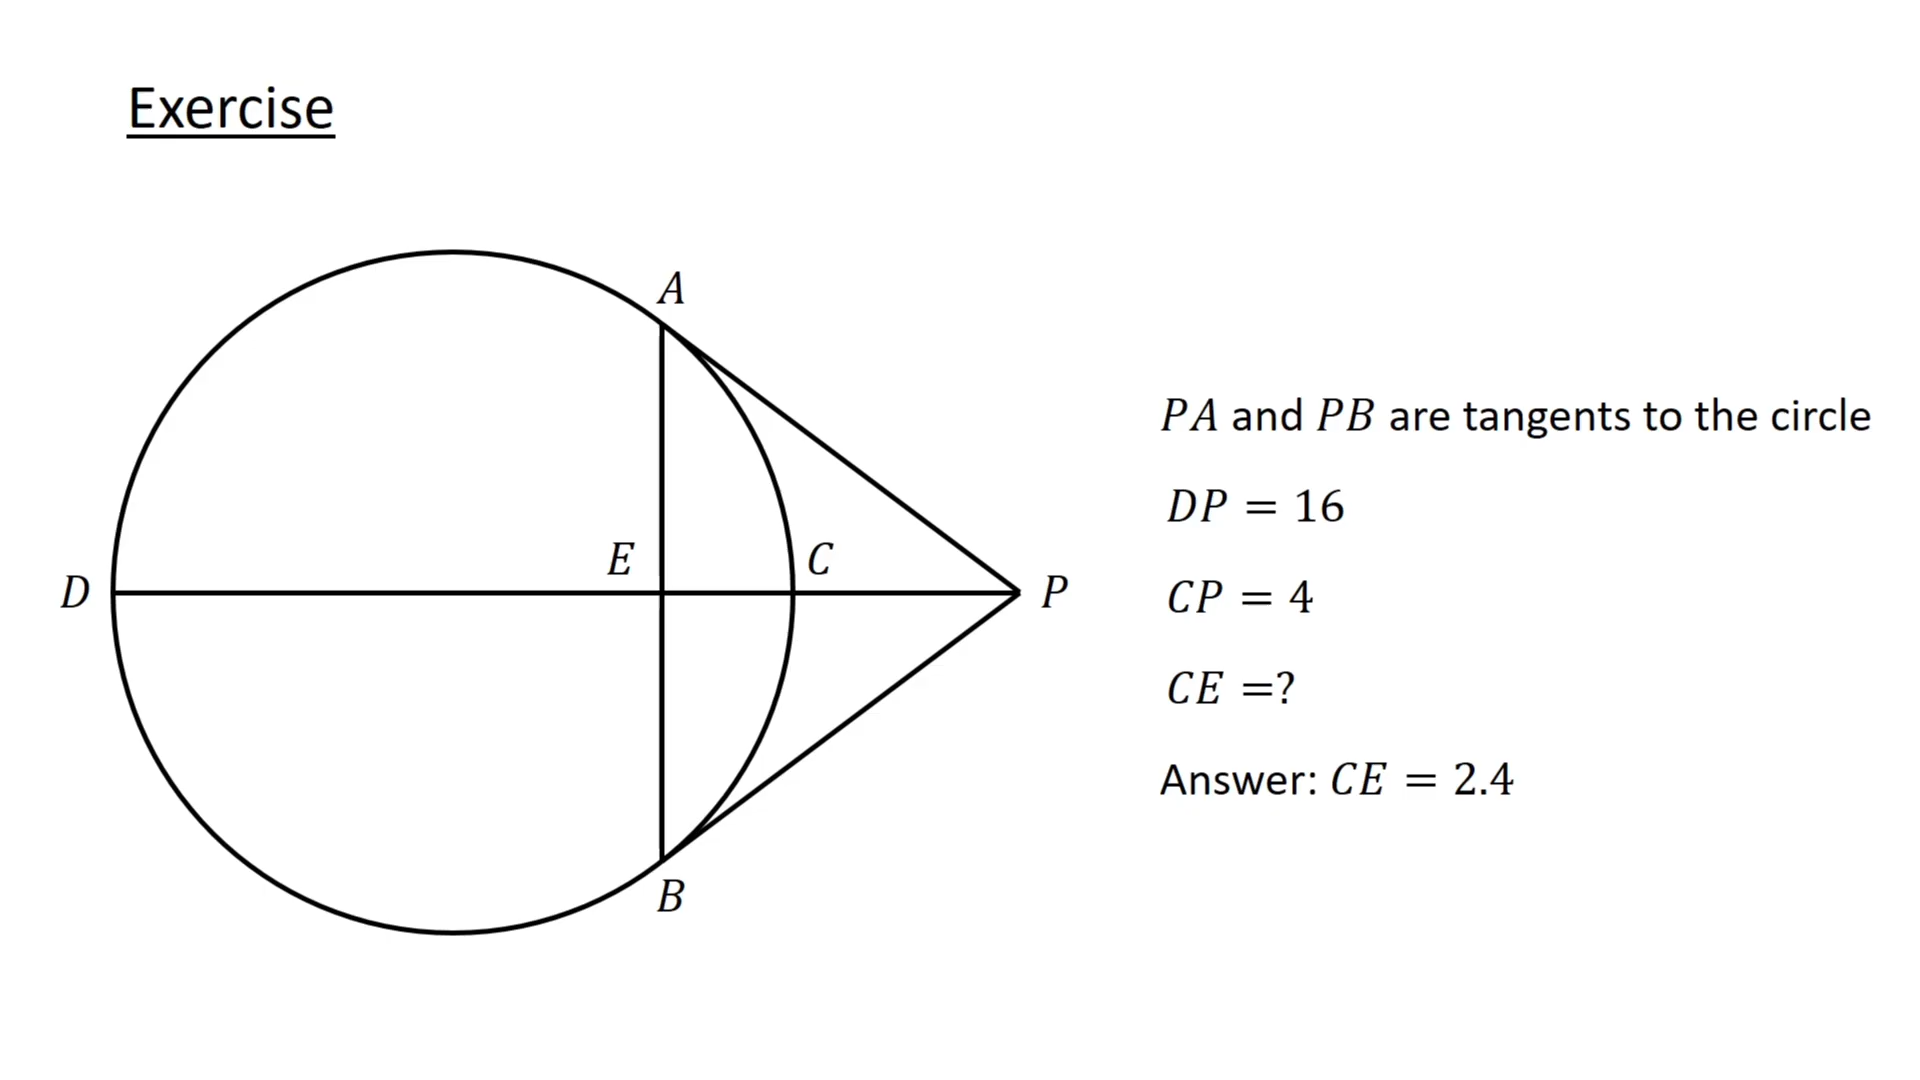 Exercise
A
E
C
D
P
B
PA and PB are tangents to the circle
DP = 16
CP = 4
CE =?
Answer: CE = 2.4